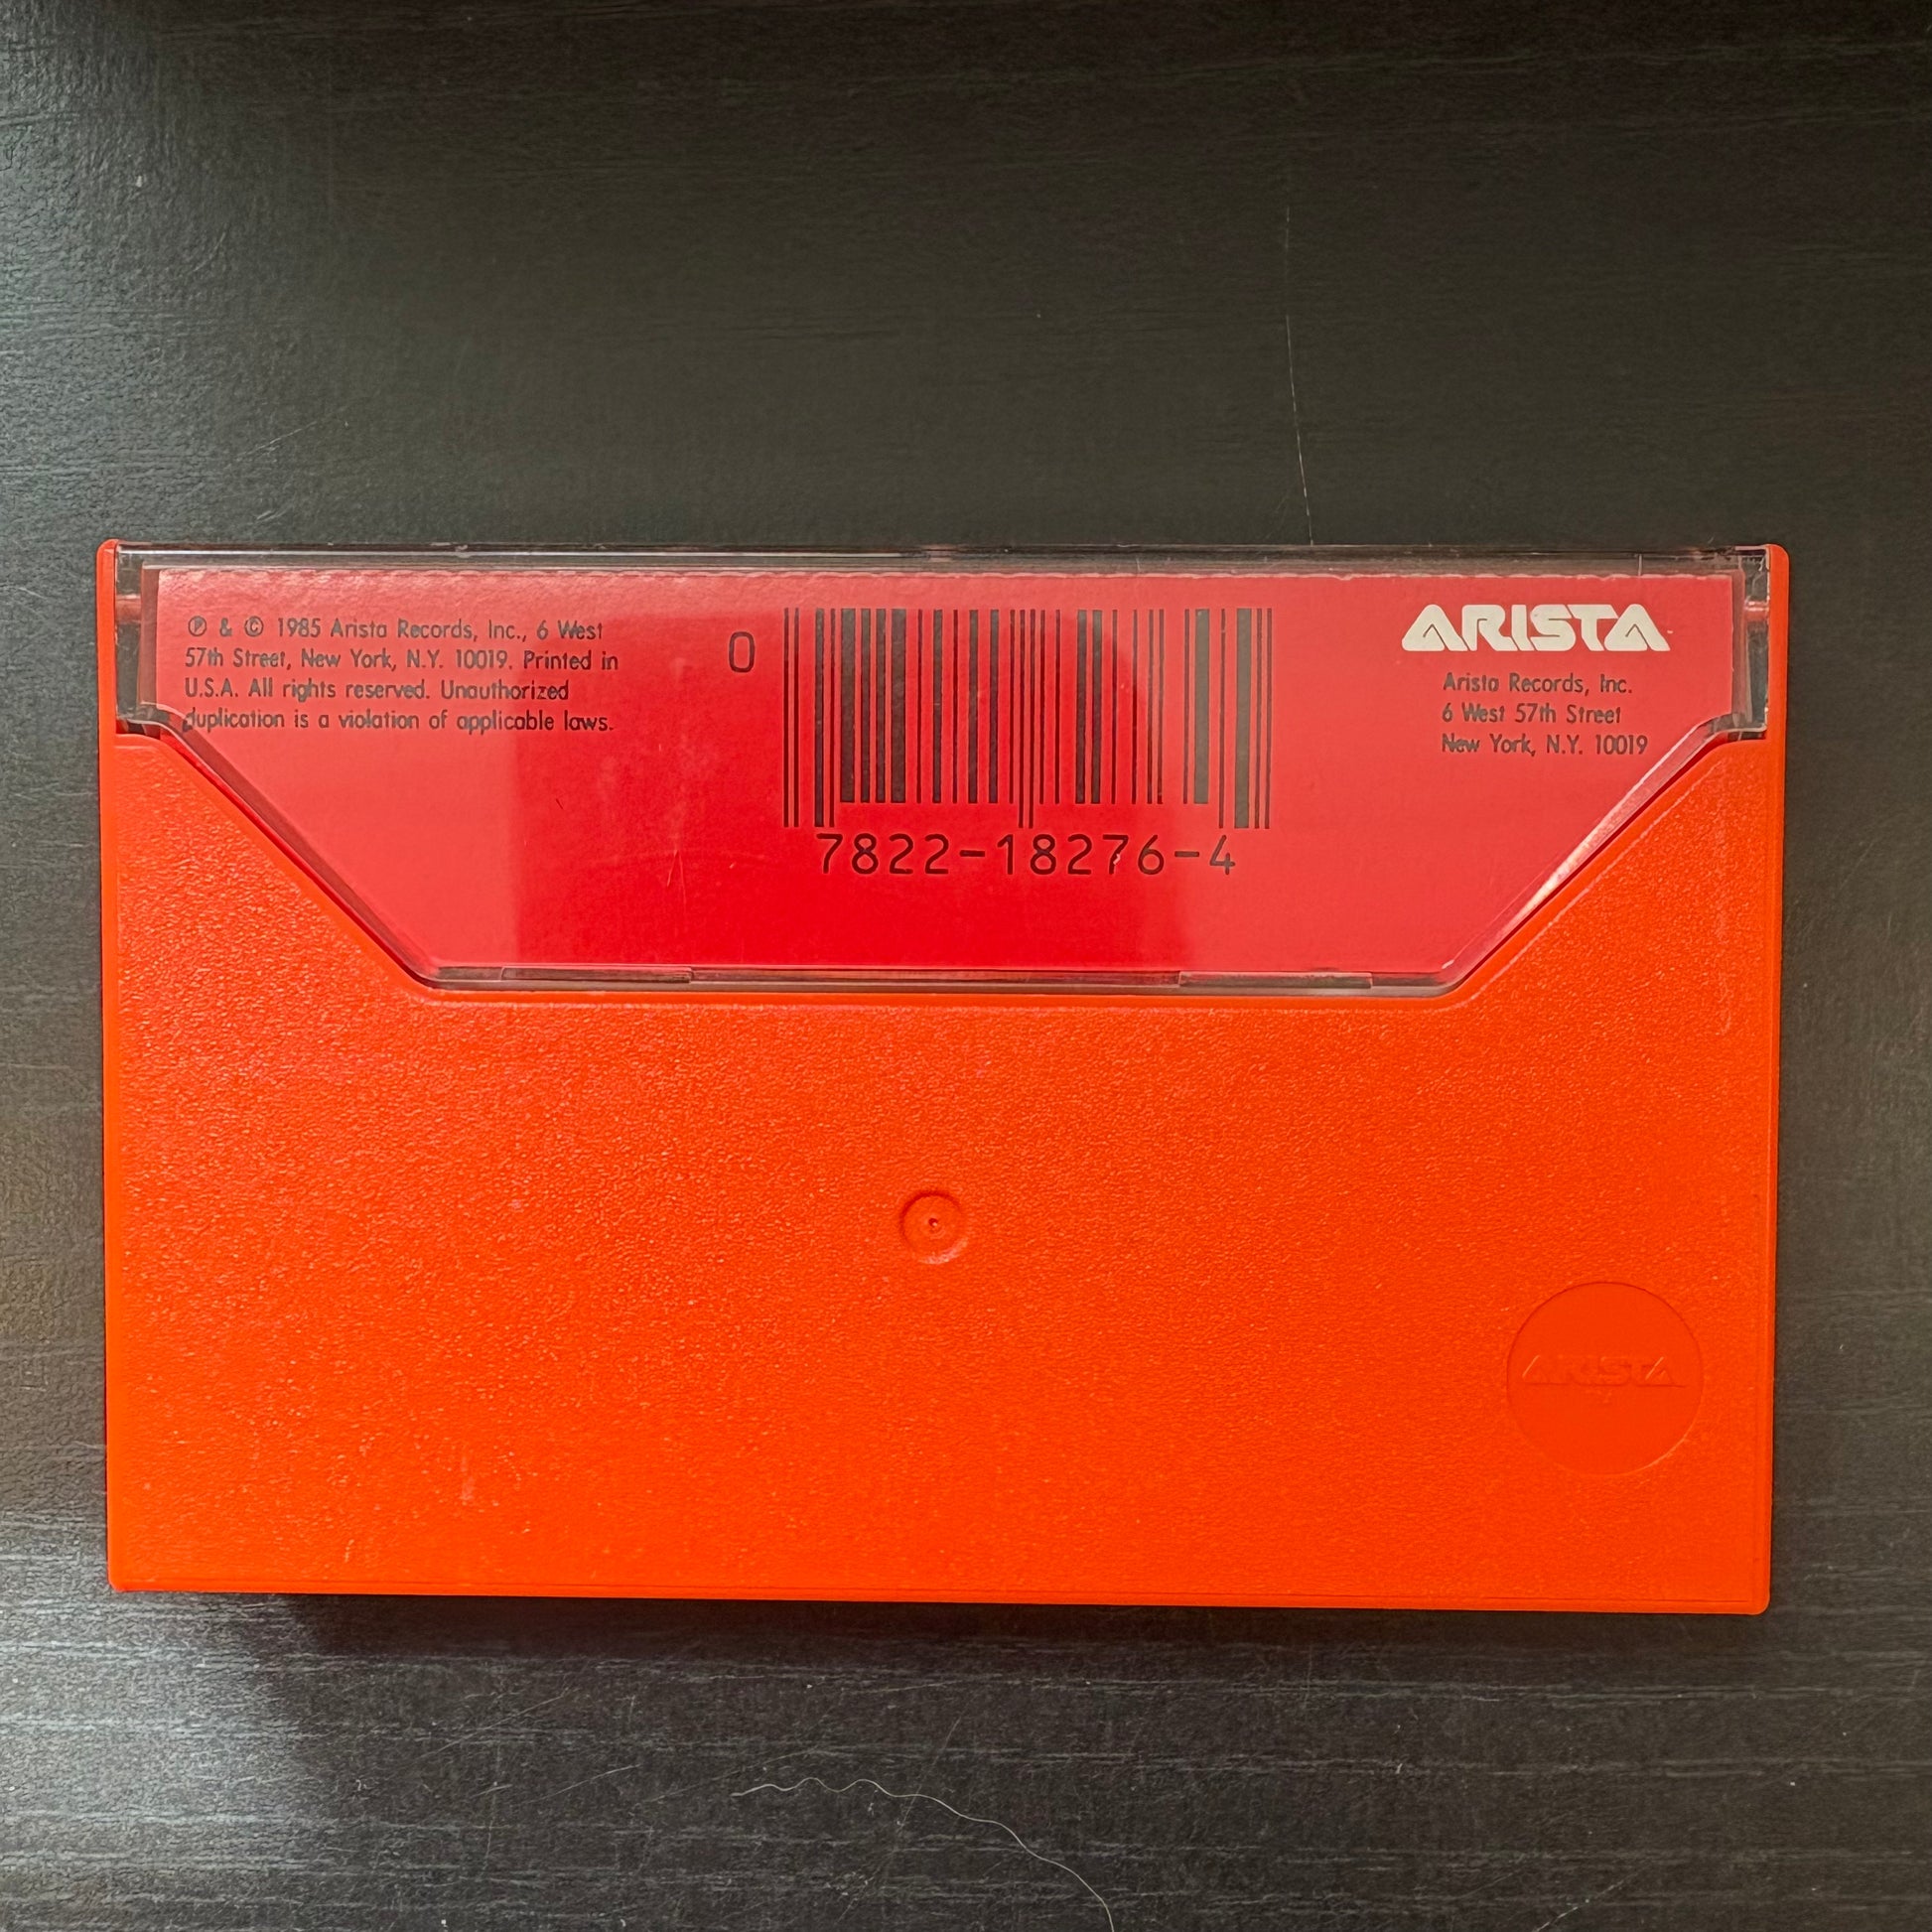 ℗ & © 1985 Arista Records, Inc., 6 West
57th Street, New York, N.Y. 10019. Printed in
U.S.A. All rights reserved. Unauthorized
duplication is a violation of applicable laws.
0
7822-18276-4
ARISTA
Arista Records, Inc.
6 West 57th Street
New York, N.Y. 10019
ARISTA